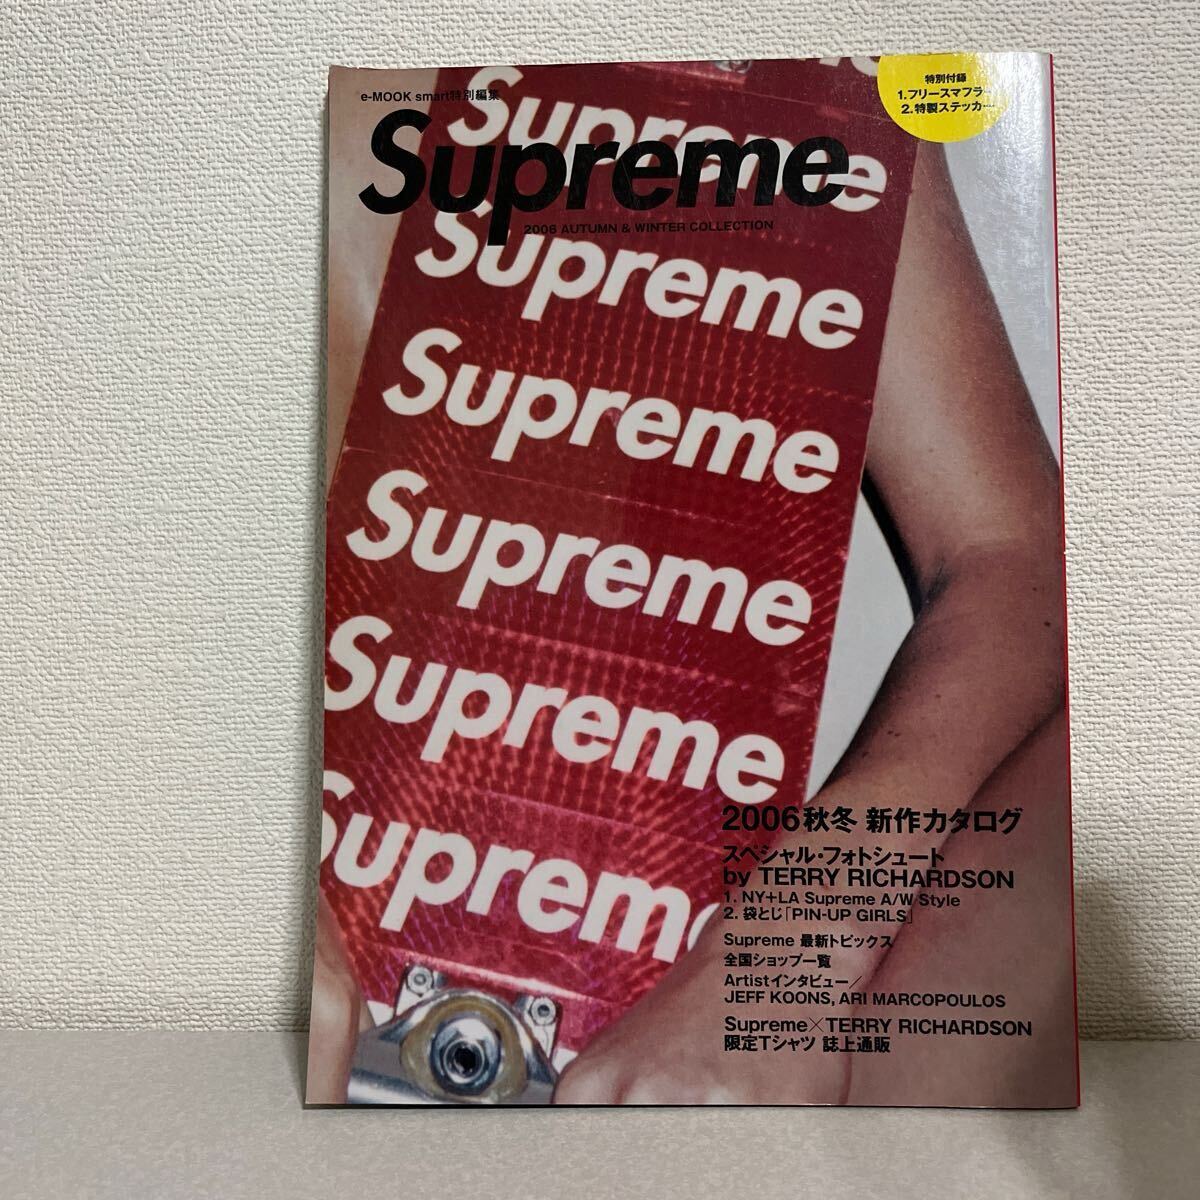 e-MOOK smart特別編集
Supreme
2006 AUTUMN & WINTER COLLECTION
特別付録
1.フリースマフラー
2.特製ステッカー
Supreme
Supreme
Supreme
Supreme
Supreme
Suprem
2006秋冬 新作カタログ
スペシャル・フォトシュート
by TERRY RICHARDSON
1. NY+LA Supreme A/W Style
2. 袋とじ「PIN-UP GIRLS」
Supreme 最新トピックス
全国ショップ一覧
Artistインタビュー／
JEFF KOONS, ARI MARCOPOULOS
Supreme×TERRY RICHARDSON
限定Tシャツ 誌上通販